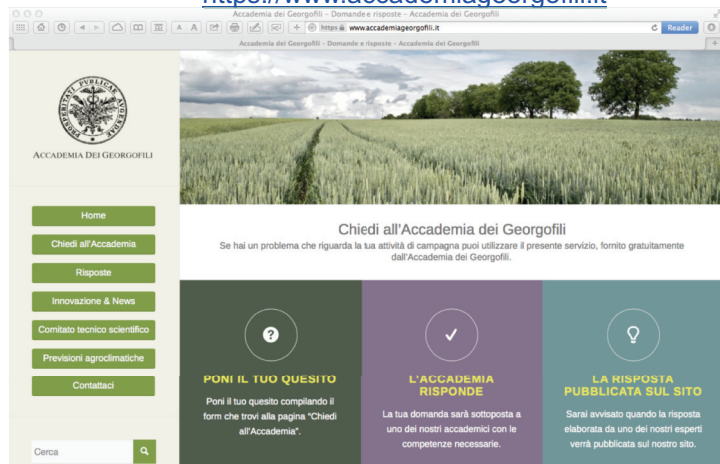 https://www.accademiageorgofili.it
Accademia dei Georgofili - Domande e risposte - Accademia dei Georgofili
A A
https www.accademiageorgofili.it
Reader
Accademia dei Georgofili - Domande e risposte - Accademia dei Georgofili
PROSPERITATI PUBLICAE AUGENDAE
ACCADEMIA DEI GEORGOFILI
Home
Chiedi all'Accademia
Risposte
Innovazione & News
Comitato tecnico scientifico
Previsioni agroclimatiche
Contattaci
Cerca
Chiedi all'Accademia dei Georgofili
Se hai un problema che riguarda la tua attività di campagna puoi utilizzare il presente servizio, fornito gratuitamente
dall'Accademia dei Georgofili.
PONI IL TUO QUESITO
Poni il tuo quesito compilando il
form che trovi alla pagina "Chiedi
all'Accademia".
L'ACCADEMIA
RISPONDE
La tua domanda sarà sottoposta a
uno dei nostri accademici con le
competenze necessarie.
LA RISPOSTA
PUBBLICATA SUL SITO
Sarai avvisato quando la risposta
elaborata da uno dei nostri esperti
verrà pubblicata sul nostro sito.